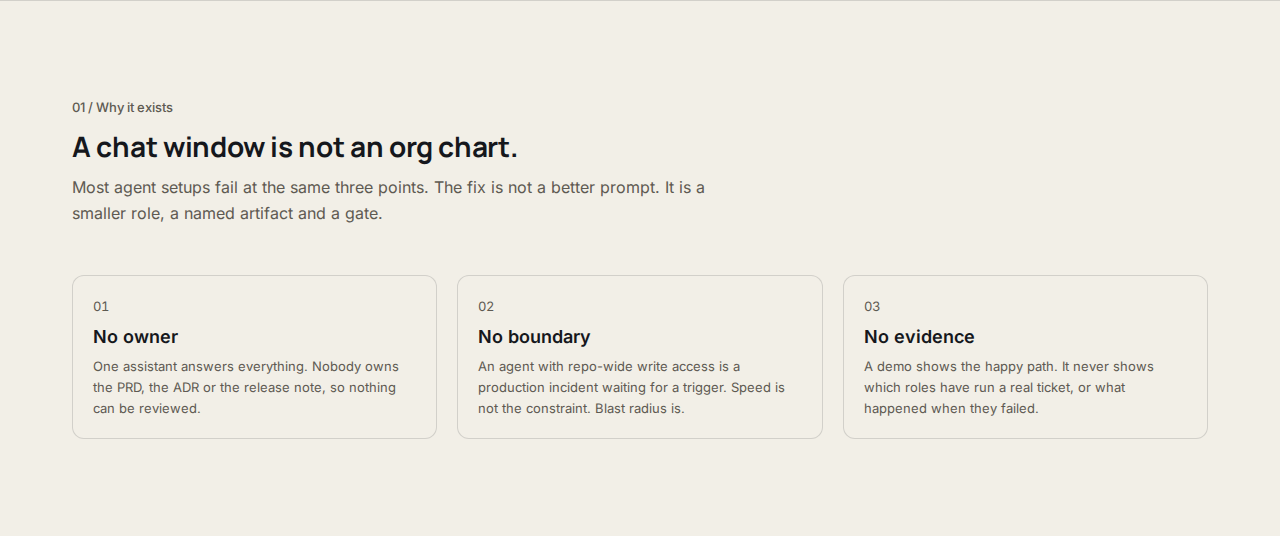 01 / Why it exists
A chat window is not an org chart.
Most agent setups fail at the same three points. The fix is not a better prompt. It is a
smaller role, a named artifact and a gate.
01
No owner
One assistant answers everything. Nobody owns
the PRD, the ADR or the release note, so nothing
can be reviewed.
02
No boundary
An agent with repo-wide write access is a
production incident waiting for a trigger. Speed is
not the constraint. Blast radius is.
03
No evidence
A demo shows the happy path. It never shows
which roles have run a real ticket, or what
happened when they failed.